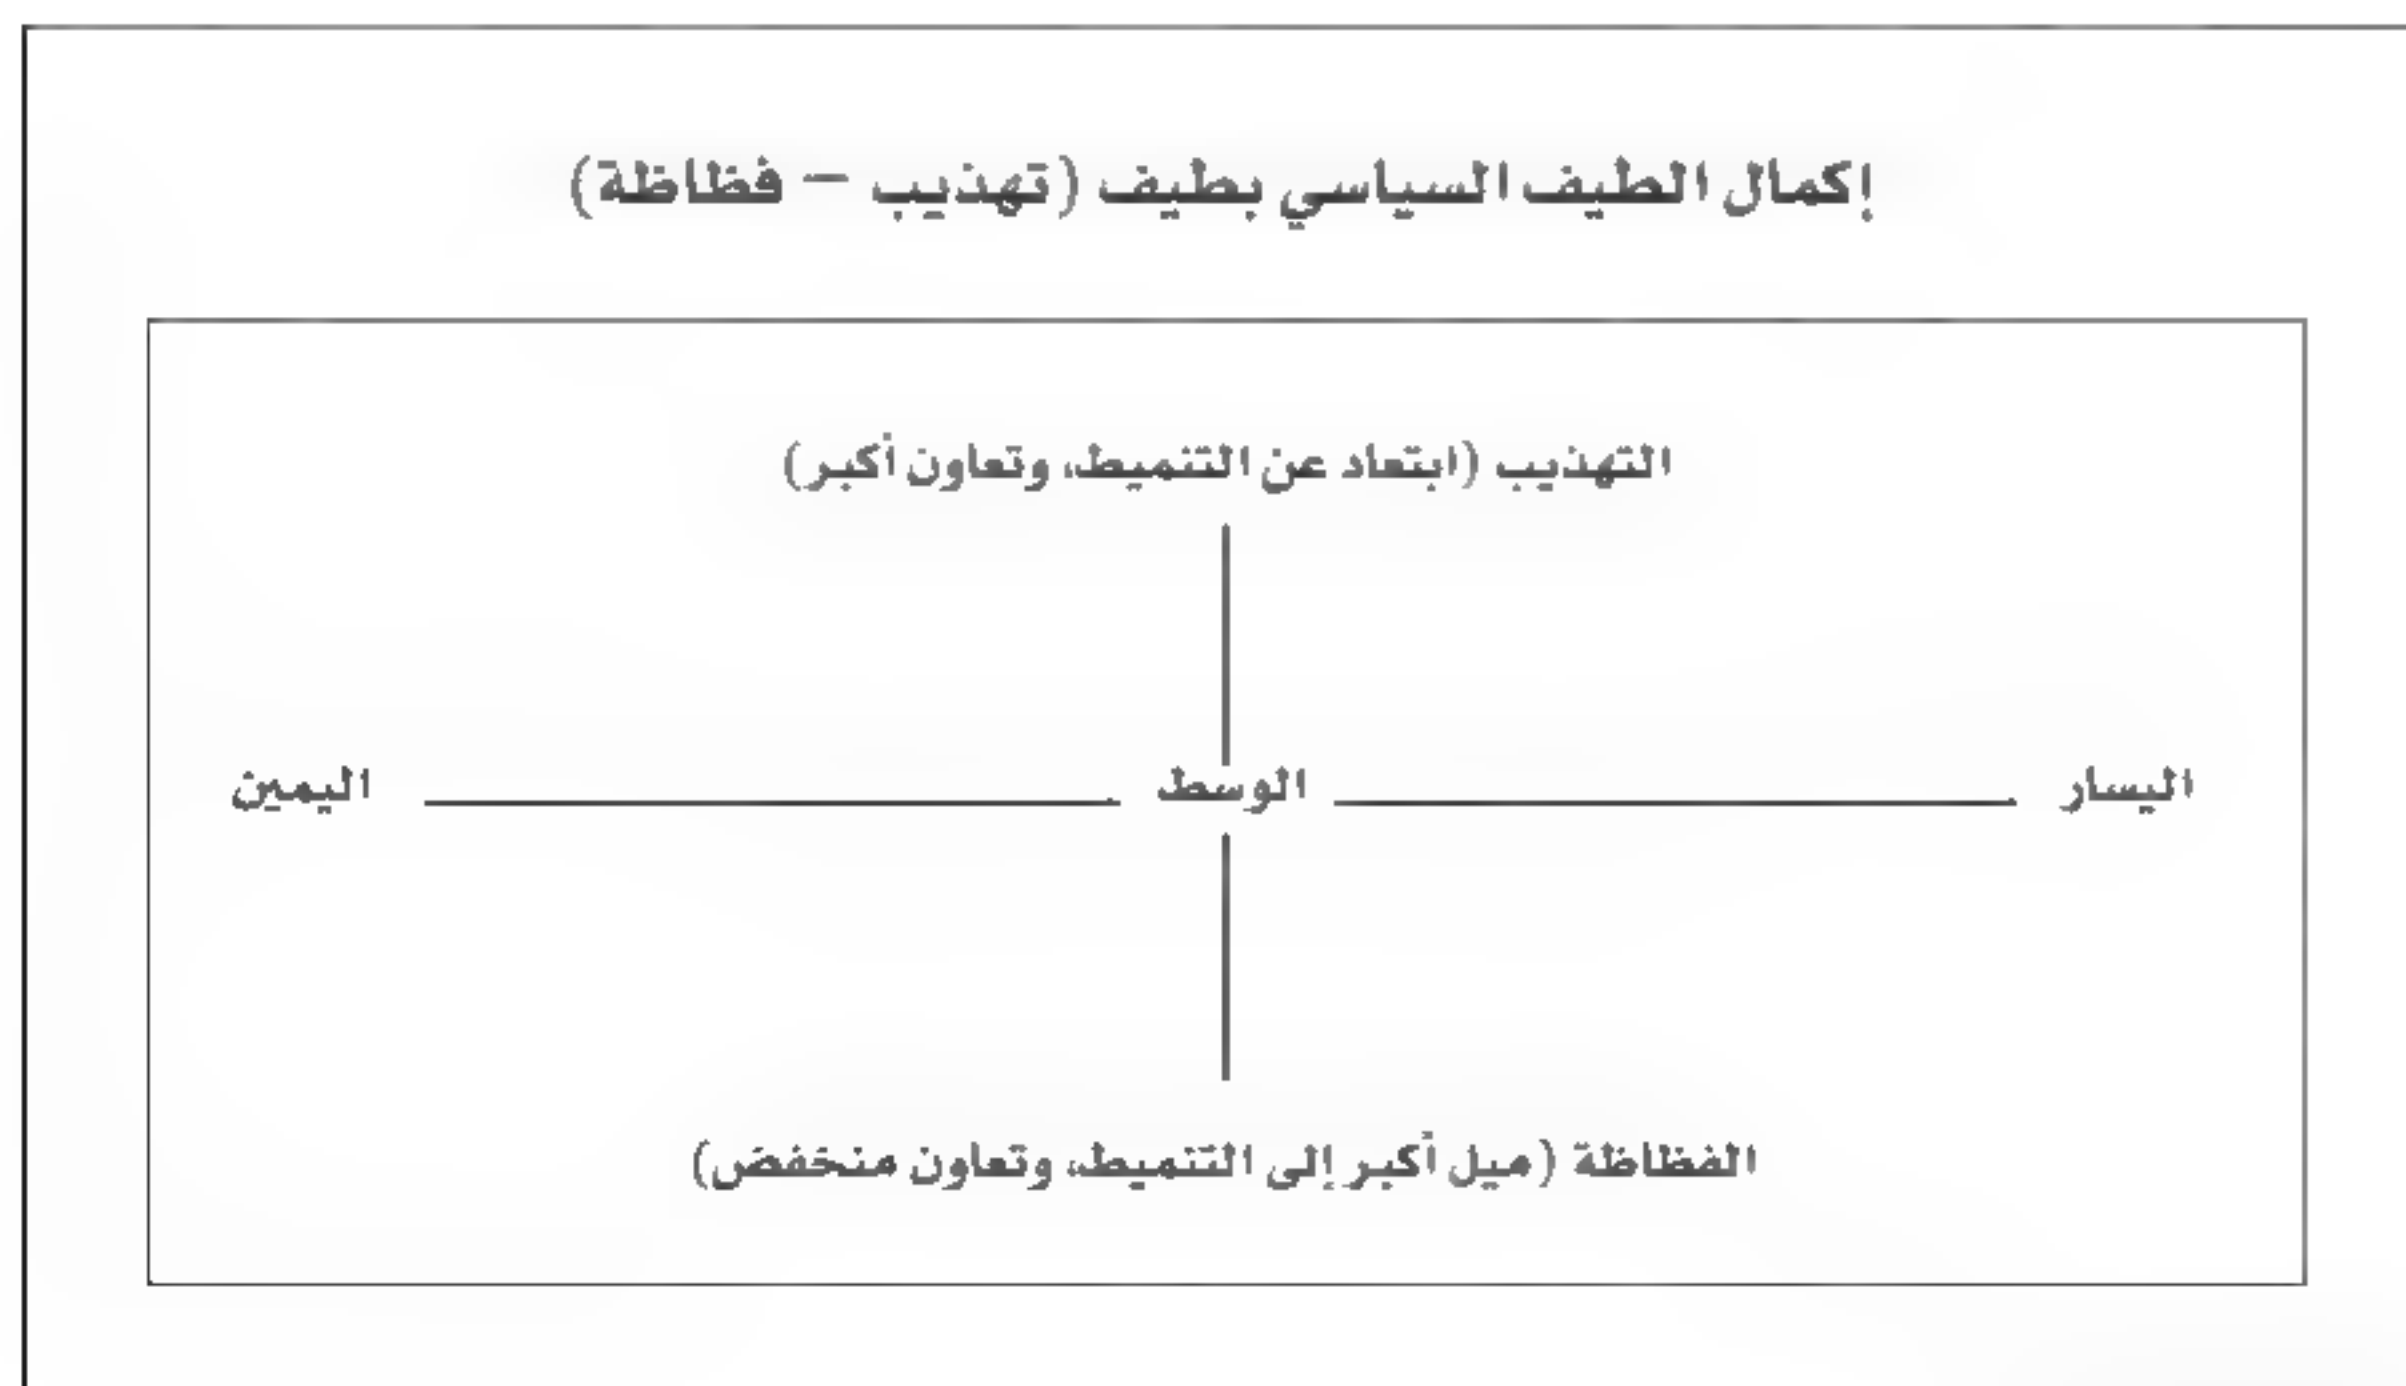 إكمال الطيف السياسي بطيف (تهذيب – فظاظة)
التهذيب (ابتعاد عن التنميط، وتعاون أكبر)
اليسار الوسط اليمين
الفظاظة (ميل أكبر إلى التنميط، وتعاون منخفض)